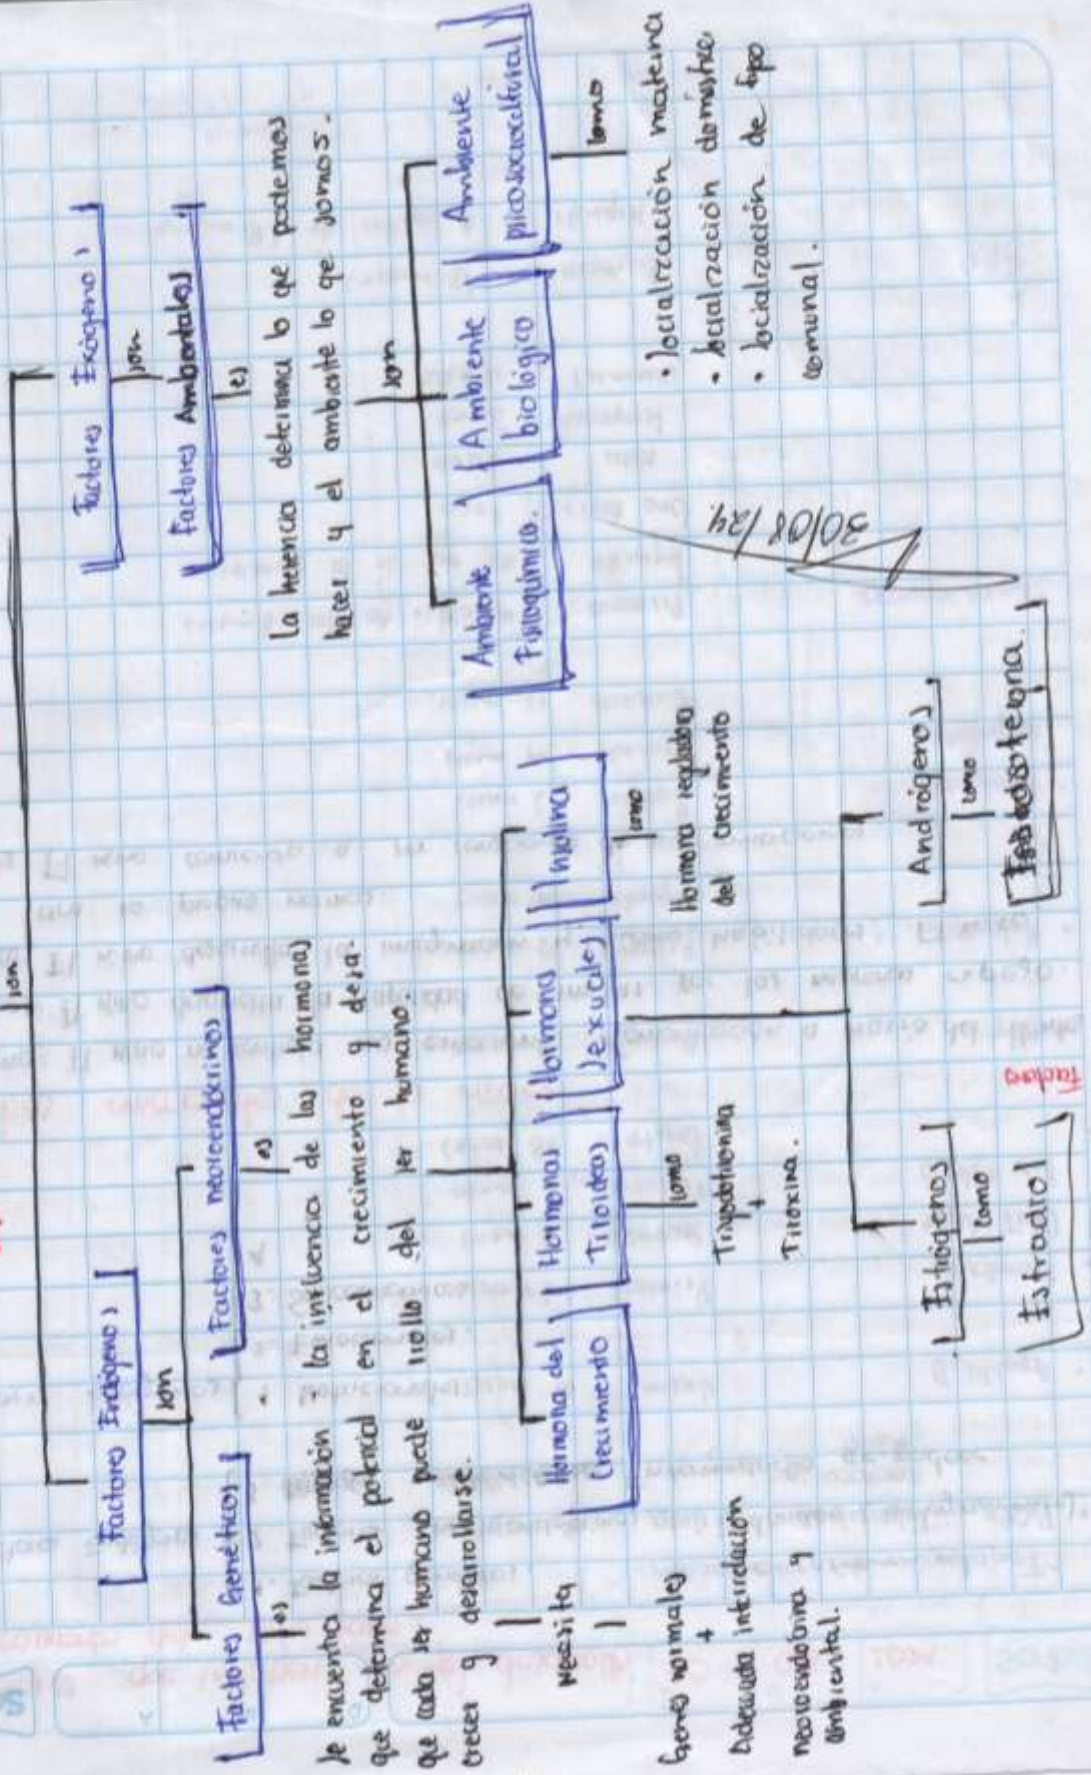 son
Factores Endógenos
son
Factores Genéticos
es
Se encuentra la información
que determina el potencial
que cada ser humano puede
crecer y desarrollarse.
Necesita
Genes normales
+
Adecuada interrelación
neoroendocrina y
ambiental.
Factores neoroendocrinos
es
· La influencia de las hormonas
en el crecimiento y desa-
rrollo del ser humano
Hormona del
Crecimiento
Hormonas
Tiroideas
como
Triyodotironina
+
Tiroxina.
Hormonas
sexuales
Estrógenos
como
Estradiol
Andrógenos
como
Insulina
como
Hormona reguladora
del crecimiento
Factores Exógenos
son
Factores Ambientales
es
La herencia determina lo que podemos
hacer y el ambiente lo que somos.
son
Ambiente
Fisicoquímico.
Ambiente
biológico
Ambiente
psicosociocultural
como
• Socialización materna
• Socialización doméstica
• Socialización de tipo
comunal.
30/08/24
Factores